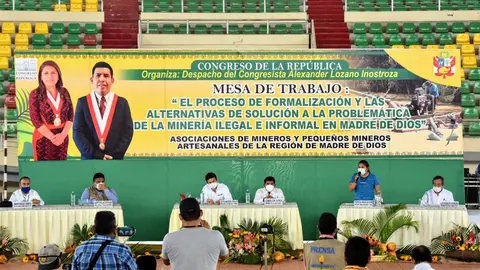 CONGRESO DE LA REPÚBLICA
Organiza: Despacho del Congresista Alexander Lozano Inostroza
MESA DE TRABAJO:
“ EL PROCESO DE FORMALIZACIÓN Y LAS
ALTERNATIVAS DE SOLUCIÓN A LA PROBLEMÁTICA
DE LA MINERÍA ILEGAL E INFORMAL EN MADRE DE DIOS”
ASOCIACIONES DE MINEROS Y PEQUEÑOS MINEROS
ARTESANALES DE LA REGIÓN DE MADRE DE DIOS
PRENSA